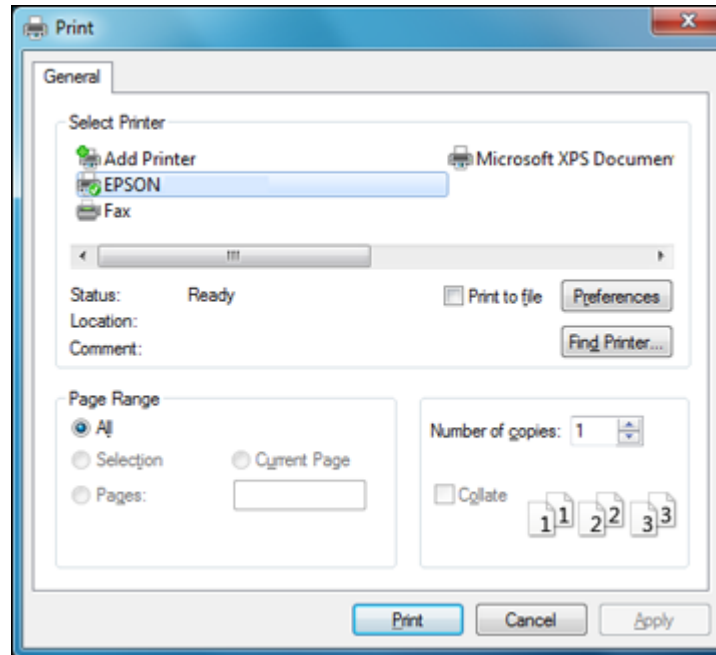 Print
General
Select Printer
Add Printer
Microsoft XPS Documen
EPSON
Fax
Status: Ready
Print to file
Preferences
Location:
Comment:
Find Printer...
Page Range
All
Selection
Current Page
Pages:
Number of copies: 1
Collate
1 1 2 2 3 3
Print
Cancel
Apply